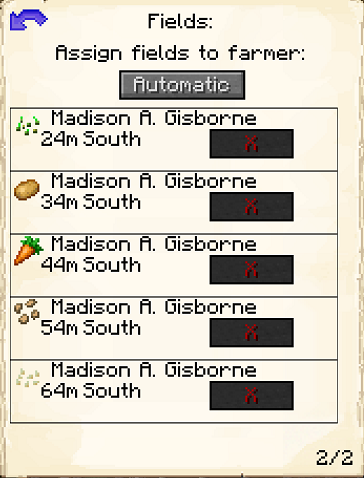 Fields:
Assign fields to farmer:
Automatic
Madison A. Gisborne
24m South
X
Madison A. Gisborne
34m South
X
Madison A. Gisborne
44m South
X
Madison A. Gisborne
54m South
X
Madison A. Gisborne
64m South
X
2/2